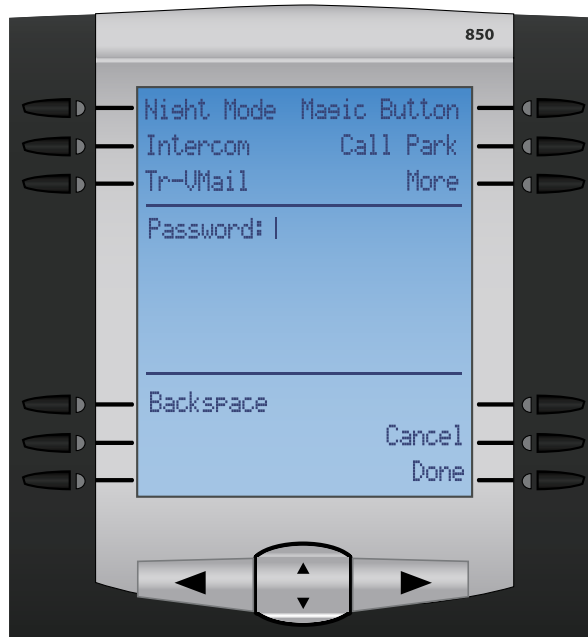 850
Night Mode Magic Button
Intercom Call Park
Tr-VMail More
Password:
Backspace
Cancel
Done